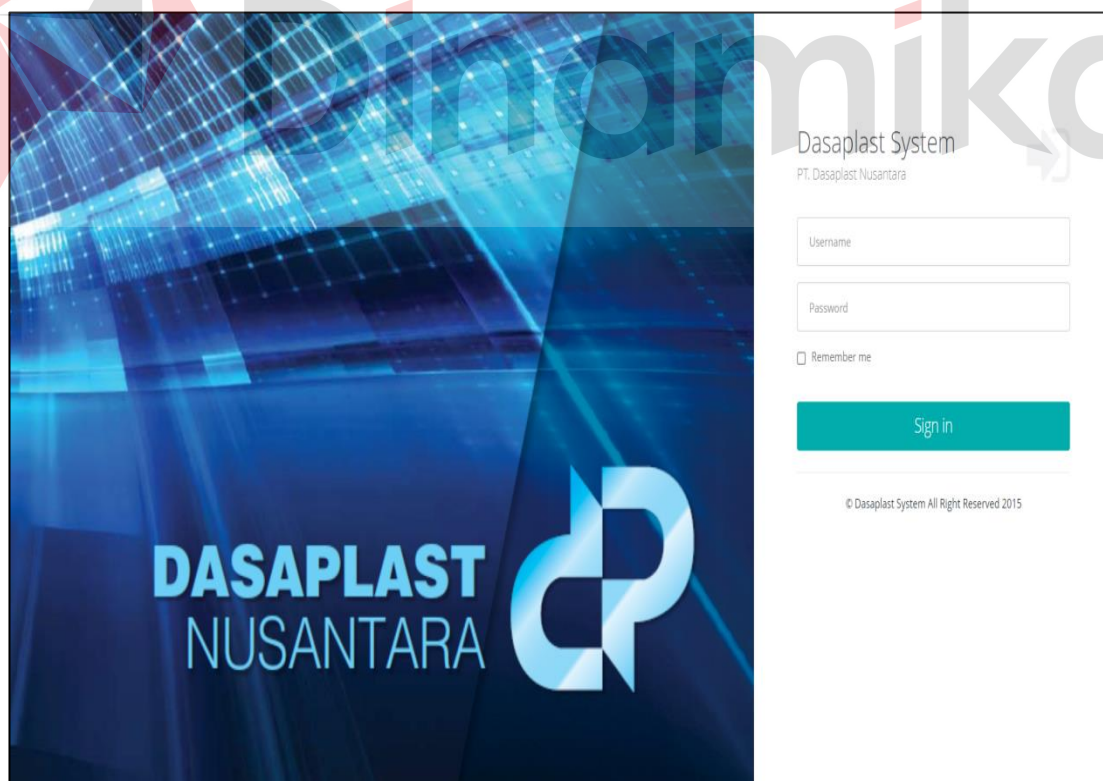 Dinamika
Dasaplast System
PT. Dasaplast Nusantara
Username
Password
Remember me
Sign in
© Dasaplast System All Right Reserved 2015
DASAPLAST
NUSANTARA
dP